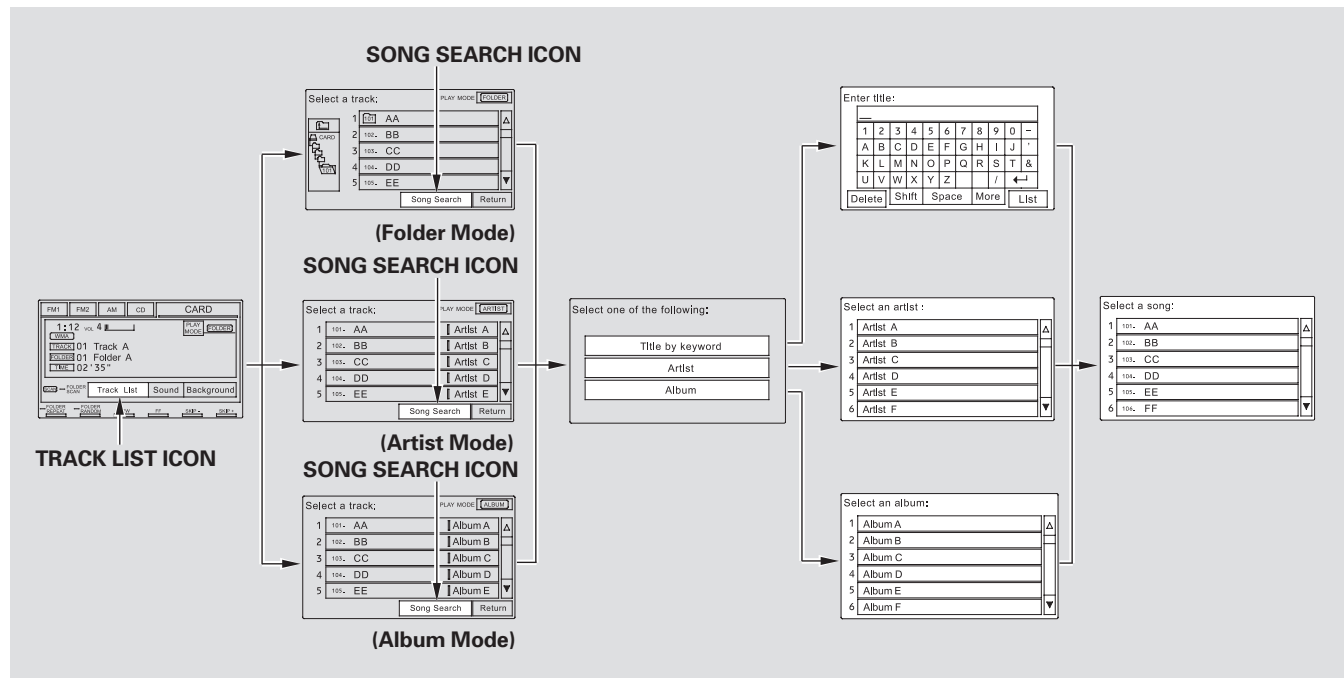 SONG SEARCH ICON
Select a track; PLAY MODE FOLDER
CARD
101
1 101 AA
2 102- BB
3 103- CC
4 104- DD
5 105- EE
Song Search Return
(Folder Mode)
FM1 FM2 AM CD CARD
1:12 VOL 4 PLAY MODE FOLDER
WMA
TRACK 01 Track A
FOLDER 01 Folder A
TIME 02'35"
SCAN FOLDER SCAN Track List Sound Background
FOLDER REPEAT FOLDER RANDOM FF SKIP - SKIP +
TRACK LIST ICON
SONG SEARCH ICON
Select a track; PLAY MODE ARTIST
1 101- AA Artist A
2 102- BB Artist B
3 103- CC Artist C
4 104- DD Artist D
5 105- EE Artist E
Song Search Return
(Artist Mode)
SONG SEARCH ICON
Select a track; PLAY MODE ALBUM
1 101- AA Album A
2 102- BB Album B
3 103- CC Album C
4 104- DD Album D
5 105- EE Album E
Song Search Return
(Album Mode)
Select one of the following:
Title by keyword
Artist
Album
Enter title:
1 2 3 4 5 6 7 8 9 0 -
A B C D E F G H I J '
K L M N O P Q R S T &
U V W X Y Z /
Delete Shift Space More List
Select an artist :
1 Artist A
2 Artist B
3 Artist C
4 Artist D
5 Artist E
6 Artist F
Select an album:
1 Album A
2 Album B
3 Album C
4 Album D
5 Album E
6 Album F
Select a song:
1 101- AA
2 102- BB
3 103- CC
4 104- DD
5 105- EE
6 106- FF